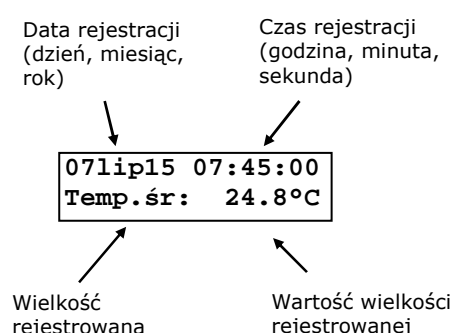 Data rejestracji
(dzień, miesiąc,
rok)
Czas rejestracji
(godzina, minuta,
sekunda)
07lip15 07:45:00
Temp.śr: 24.8°C
Wielkość
rejestrowana
Wartość wielkości
rejestrowanej